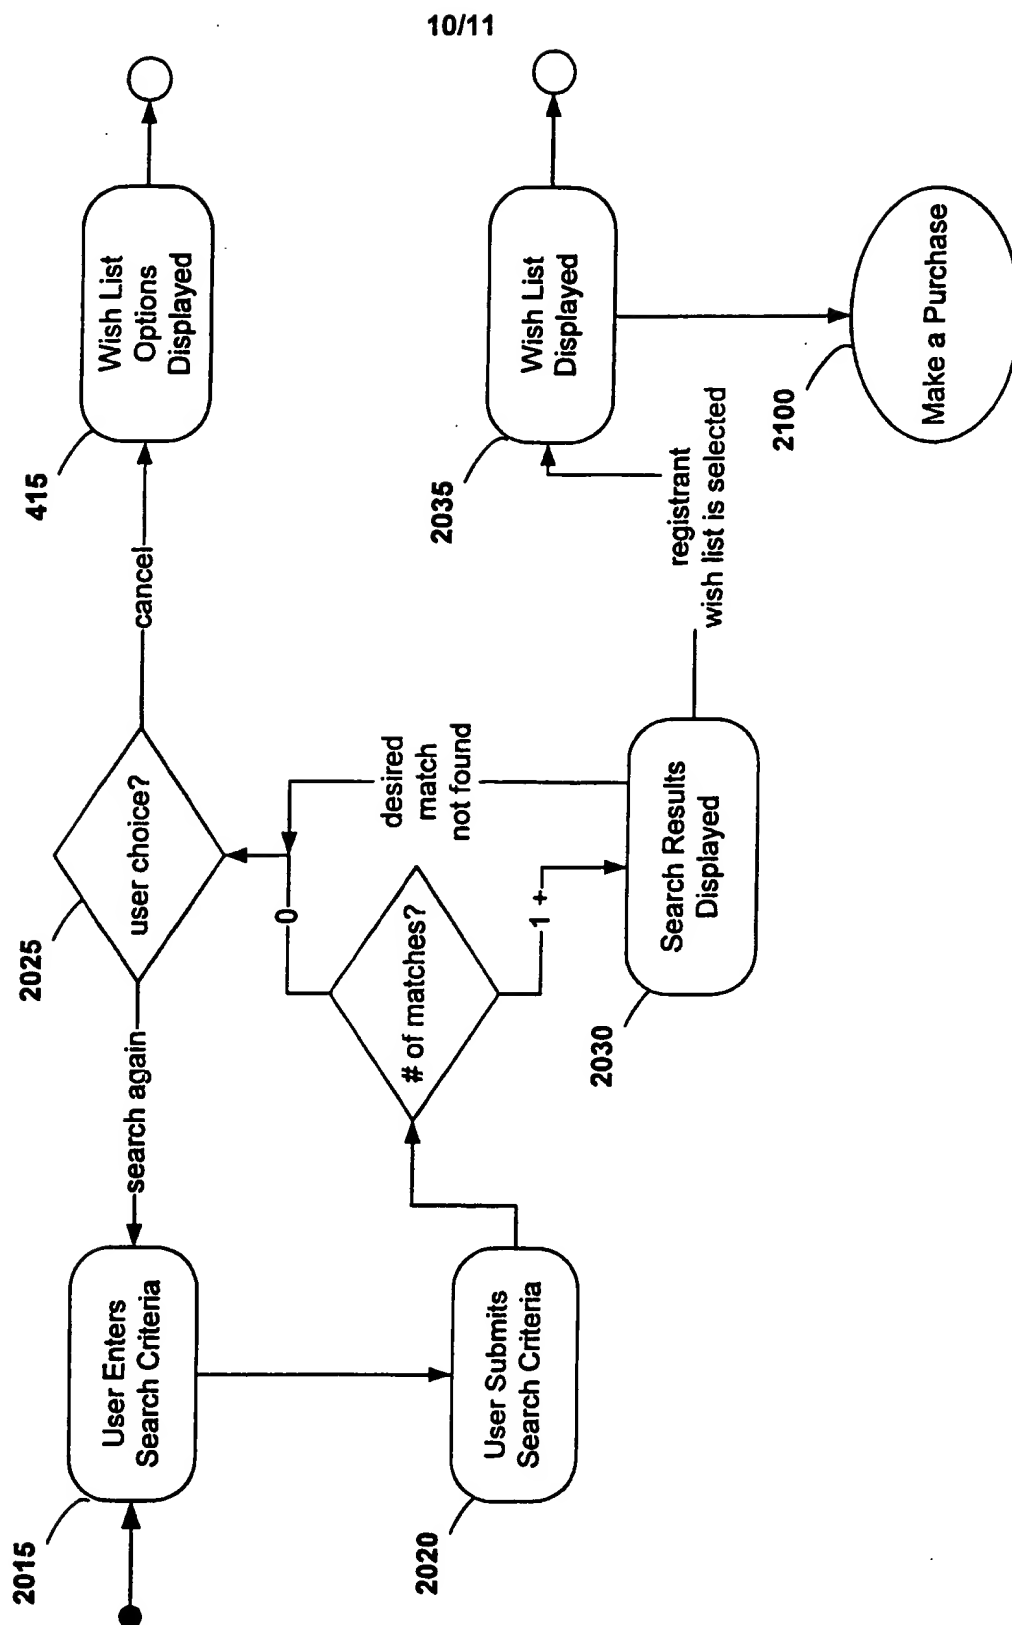 10/11
2015
User Enters
Search Criteria
search again
2025
user choice?
cancel
415
Wish List
Options
Displayed
2020
User Submits
Search Criteria
# of matches?
0
1 +
desired
match
not found
2030
Search Results
Displayed
registrant
wish list is selected
2035
Wish List
Displayed
2100
Make a Purchase